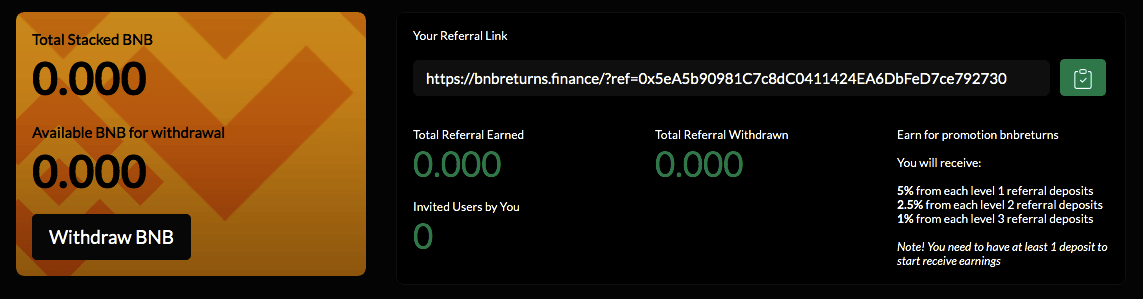 Total Stacked BNB
0.000
Available BNB for withdrawal
0.000
Withdraw BNB
Your Referral Link
https://bnbreturns.finance/?ref=0x5eA5b90981C7c8dC0411424EA6DbFeD7ce792730
Total Referral Earned
0.000
Total Referral Withdrawn
0.000
Invited Users by You
0
Earn for promotion bnbreturns
You will receive:
5% from each level 1 referral deposits
2.5% from each level 2 referral deposits
1% from each level 3 referral deposits
Note! You need to have at least 1 deposit to
start receive earnings